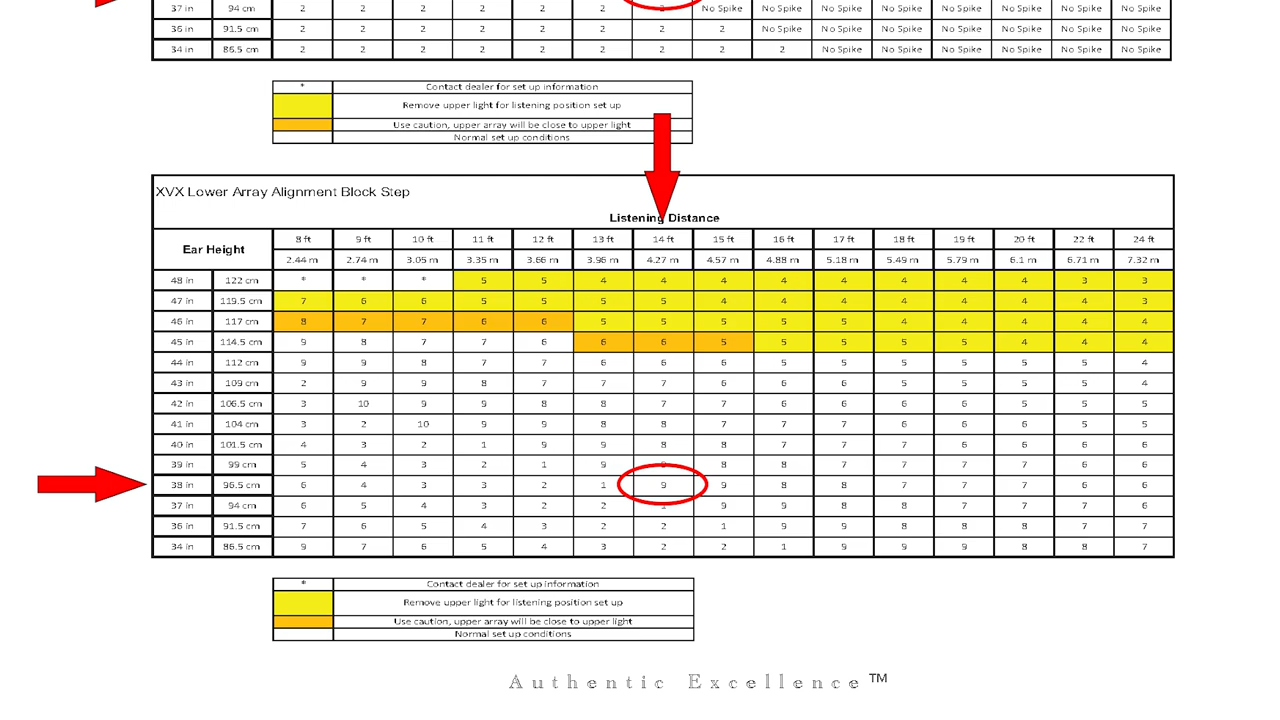 37 in 94 cm 2 2 2 2 2 2 2 No Spike No Spike No Spike No Spike No Spike No Spike No Spike No Spike
36 in 91.5 cm 2 2 2 2 2 2 2 2 No Spike No Spike No Spike No Spike No Spike No Spike No Spike
34 in 86.5 cm 2 2 2 2 2 2 2 2 2 No Spike No Spike No Spike No Spike No Spike No Spike
* Contact dealer for set up information
Remove upper light for listening position set up
Use caution, upper array will be close to upper light
Normal set up conditions
XVX Lower Array Alignment Block Step
Listening Distance
Ear Height
8 ft 9 ft 10 ft 11 ft 12 ft 13 ft 14 ft 15 ft 16 ft 17 ft 18 ft 19 ft 20 ft 22 ft 24 ft
2.44 m 2.74 m 3.05 m 3.35 m 3.66 m 3.96 m 4.27 m 4.57 m 4.88 m 5.18 m 5.49 m 5.79 m 6.1 m 6.71 m 7.32 m
48 in 122 cm * * * 5 5 4 4 4 4 4 4 4 4 3 3
47 in 119.5 cm 7 6 6 5 5 5 5 4 4 4 4 4 4 4 3
46 in 117 cm 8 7 7 6 6 5 5 5 5 5 4 4 4 4 4
45 in 114.5 cm 9 8 7 7 6 6 6 5 5 5 5 5 4 4 4
44 in 112 cm 9 9 8 7 7 6 6 6 5 5 5 5 5 5 4
43 in 109 cm 2 9 9 8 7 7 7 6 6 6 5 5 5 5 4
42 in 106.5 cm 3 10 9 9 8 8 7 7 6 6 6 6 5 5 5
41 in 104 cm 3 2 10 9 9 8 8 7 7 7 6 6 6 5 5
40 in 101.5 cm 4 3 2 1 9 9 8 8 7 7 7 6 6 6 6
39 in 99 cm 5 4 3 2 1 9 9 8 8 7 7 7 7 6 6
38 in 96.5 cm 6 4 3 3 2 1 9 9 8 8 7 7 7 6 6
37 in 94 cm 6 5 4 3 2 2 1 9 9 8 8 7 7 7 6
36 in 91.5 cm 7 6 5 4 3 2 2 1 9 9 8 8 8 7 7
34 in 86.5 cm 9 7 6 5 4 3 2 2 1 9 9 9 8 8 7
* Contact dealer for set up information
Remove upper light for listening position set up
Use caution, upper array will be close to upper light
Normal set up conditions
Authentic Excellence™